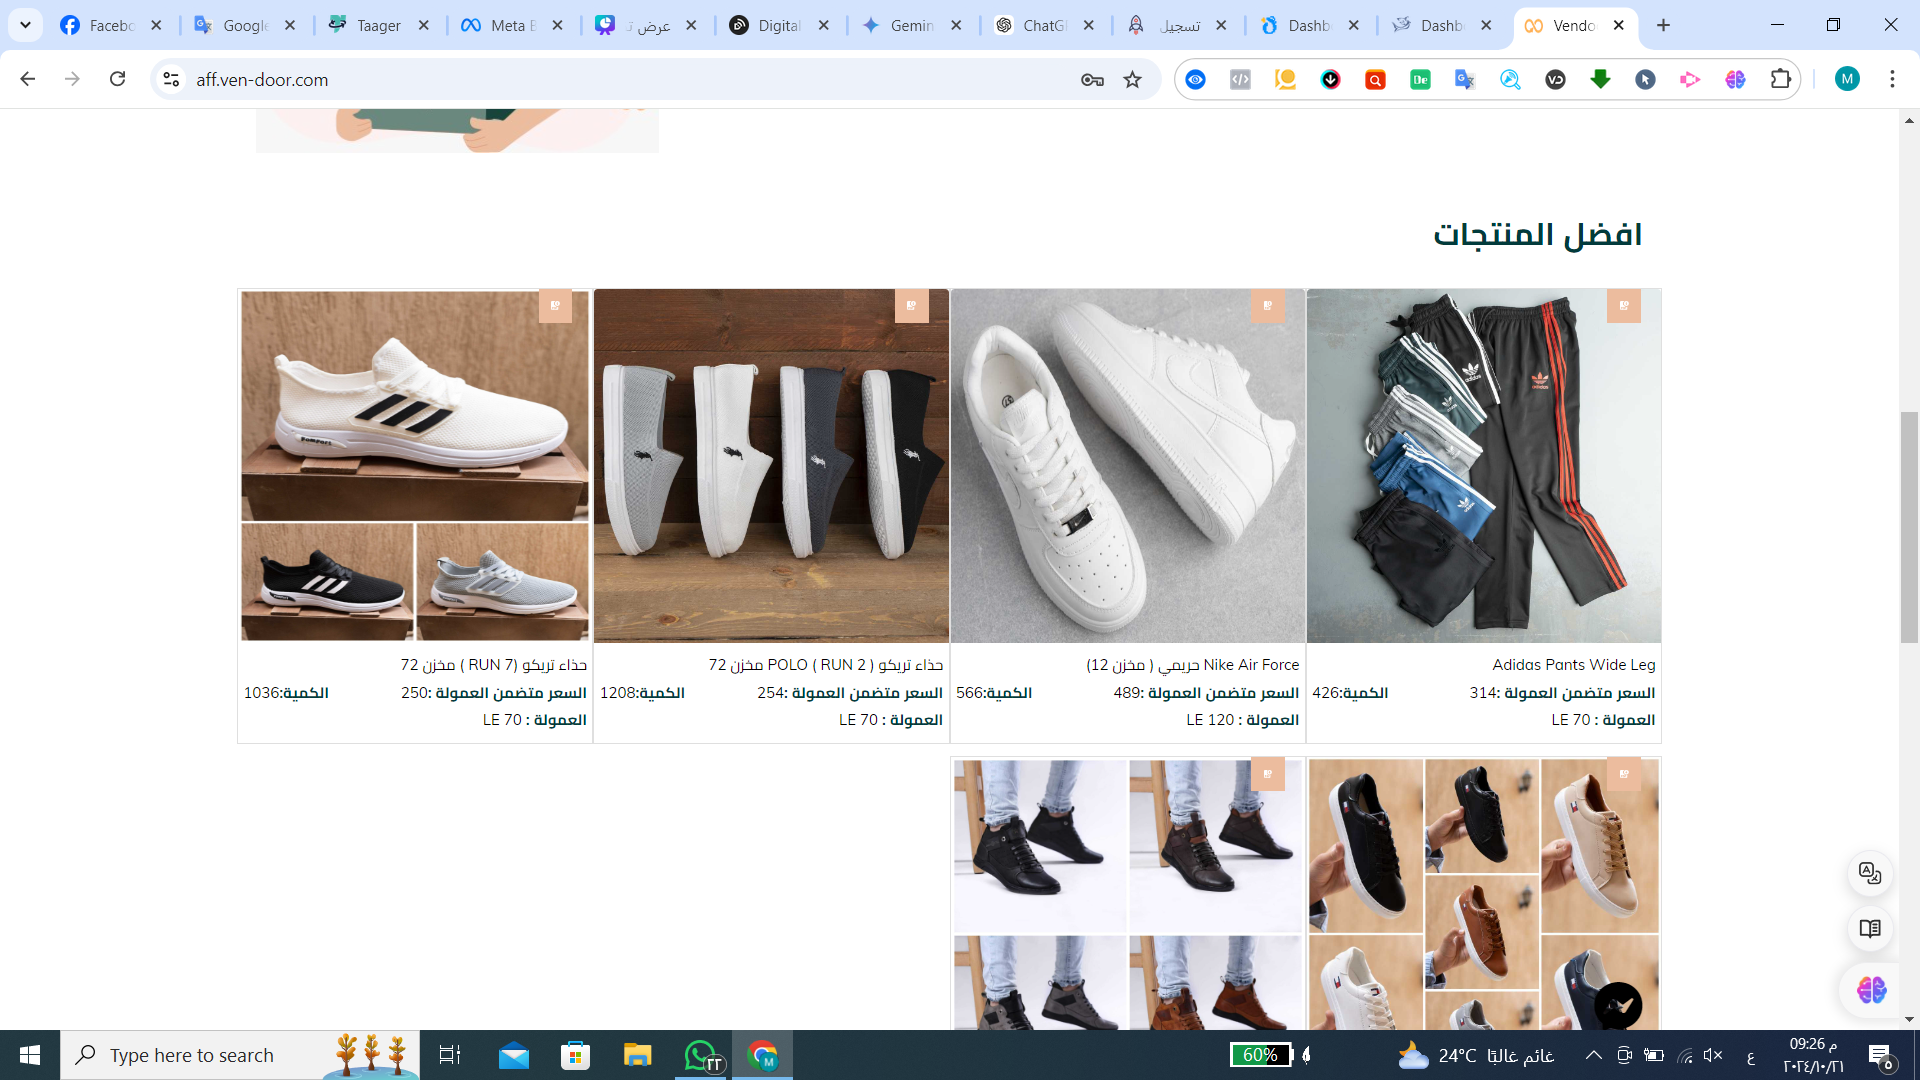 Facebo
Google
Taager
Meta B
عرض ت
Digital
Gemin
ChatG
تسجيل
Dashb
Dashb
Vendo
aff.ven-door.com
M
افضل المنتجات
Adidas Pants Wide Leg
السعر متضمن العمولة :314
الكمية:426
العمولة : 70 LE
Nike Air Force حريمي ( مخزن 12)
السعر متضمن العمولة :489
الكمية:566
العمولة : 120 LE
حذاء تريكو ( RUN 2 ) POLO مخزن 72
السعر متضمن العمولة :254
الكمية:1208
العمولة : 70 LE
حذاء تريكو (RUN 7 ) مخزن 72
السعر متضمن العمولة :250
الكمية:1036
العمولة : 70 LE
adidas
Type here to search
٢٢
M
60%
24°C غائم غالبًا
ع
09:26 م
٢٠٢٤/١٠/٢١
٥